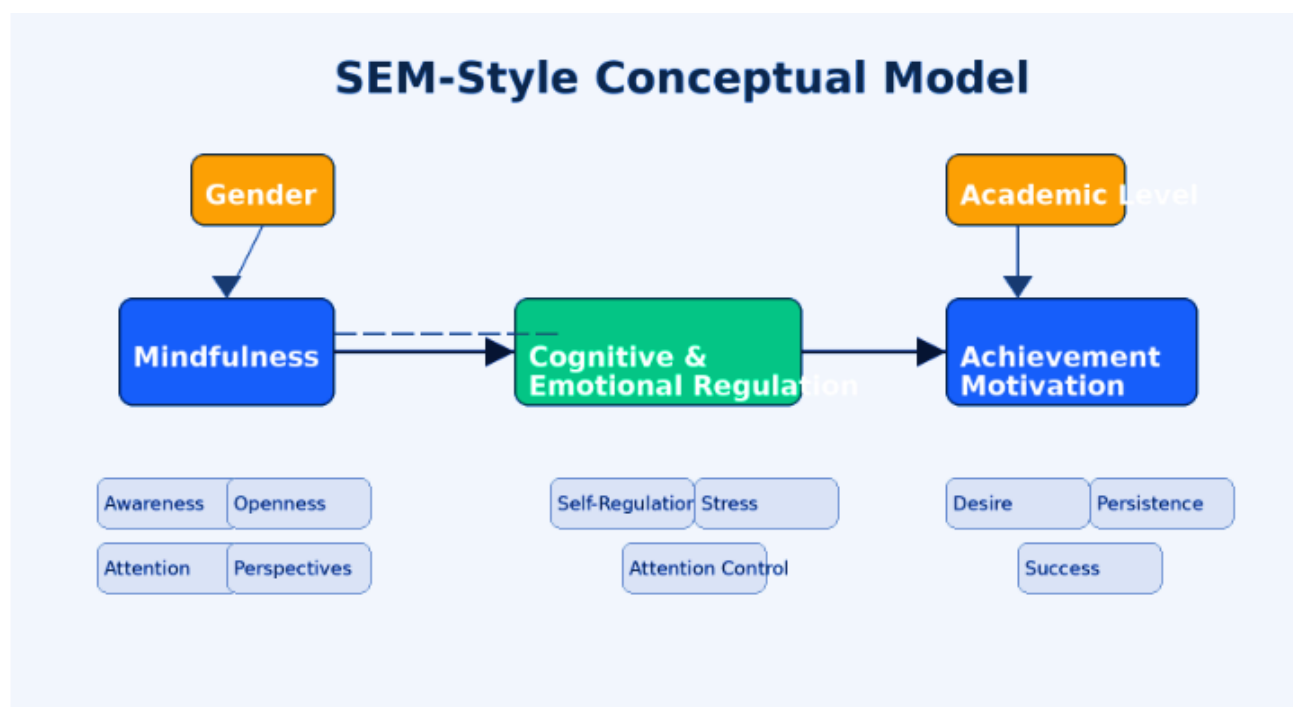 SEM-Style Conceptual Model
Gender
Academic Level
Mindfulness
Cognitive &
Emotional Regulation
Achievement
Motivation
Awareness
Openness
Self-Regulation
Stress
Desire
Persistence
Attention
Perspectives
Attention Control
Success